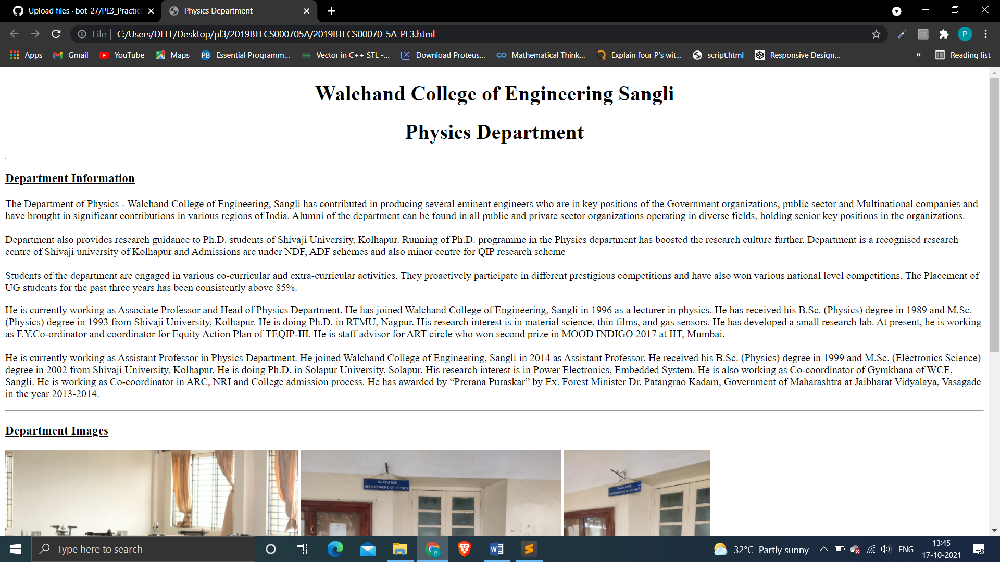 Upload files · bot-27/PL3_Practica
Physics Department
File
C:/Users/DELL/Desktop/pl3/2019BTECS000705A/2019BTECS00070_5A_PL3.html
P
Apps
Gmail
YouTube
Maps
PB
Essential Programm...
Vector in C++ STL -...
Download Proteus...
Mathematical Think...
Explain four P's wit...
script.html
Responsive Design...
»
Reading list
Walchand College of Engineering Sangli
Physics Department
Department Information
The Department of Physics - Walchand College of Engineering, Sangli has contributed in producing several eminent engineers who are in key positions of the Government organizations, public sector and Multinational companies and
have brought in significant contributions in various regions of India. Alumni of the department can be found in all public and private sector organizations operating in diverse fields, holding senior key positions in the organizations.
Department also provides research guidance to Ph.D. students of Shivaji University, Kolhapur. Running of Ph.D. programme in the Physics department has boosted the research culture further. Department is a recognised research
centre of Shivaji university of Kolhapur and Admissions are under NDF, ADF schemes and also minor centre for QIP research scheme
Students of the department are engaged in various co-curricular and extra-curricular activities. They proactively participate in different prestigious competitions and have also won various national level competitions. The Placement of
UG students for the past three years has been consistently above 85%.
He is currently working as Associate Professor and Head of Physics Department. He has joined Walchand College of Engineering, Sangli in 1996 as a lecturer in physics. He has received his B.Sc. (Physics) degree in 1989 and M.Sc.
(Physics) degree in 1993 from Shivaji University, Kolhapur. He is doing Ph.D. in RTMU, Nagpur. His research interest is in material science, thin films, and gas sensors. He has developed a small research lab. At present, he is working
as F.Y.Co-ordinator and coordinator for Equity Action Plan of TEQIP-III. He is staff advisor for ART circle who won second prize in MOOD INDIGO 2017 at IIT, Mumbai.
He is currently working as Assistant Professor in Physics Department. He joined Walchand College of Engineering, Sangli in 2014 as Assistant Professor. He received his B.Sc. (Physics) degree in 1999 and M.Sc. (Electronics Science)
degree in 2002 from Shivaji University, Kolhapur. He is doing Ph.D. in Solapur University, Solapur. His research interest is in Power Electronics, Embedded System. He is also working as Co-coordinator of Gymkhana of WCE,
Sangli. He is working as Co-coordinator in ARC, NRI and College admission process. He has awarded by “Prerana Puraskar” by Ex. Forest Minister Dr. Patangrao Kadam, Government of Maharashtra at Jaibharat Vidyalaya, Vasagade
in the year 2013-2014.
Department Images
IN-CHARGE
DEPARTMENT OF PHYSICS
IN-CHARGE
DEPARTMENT OF PHYSICS
Type here to search
32°C Partly sunny
ENG
13:45
17-10-2021